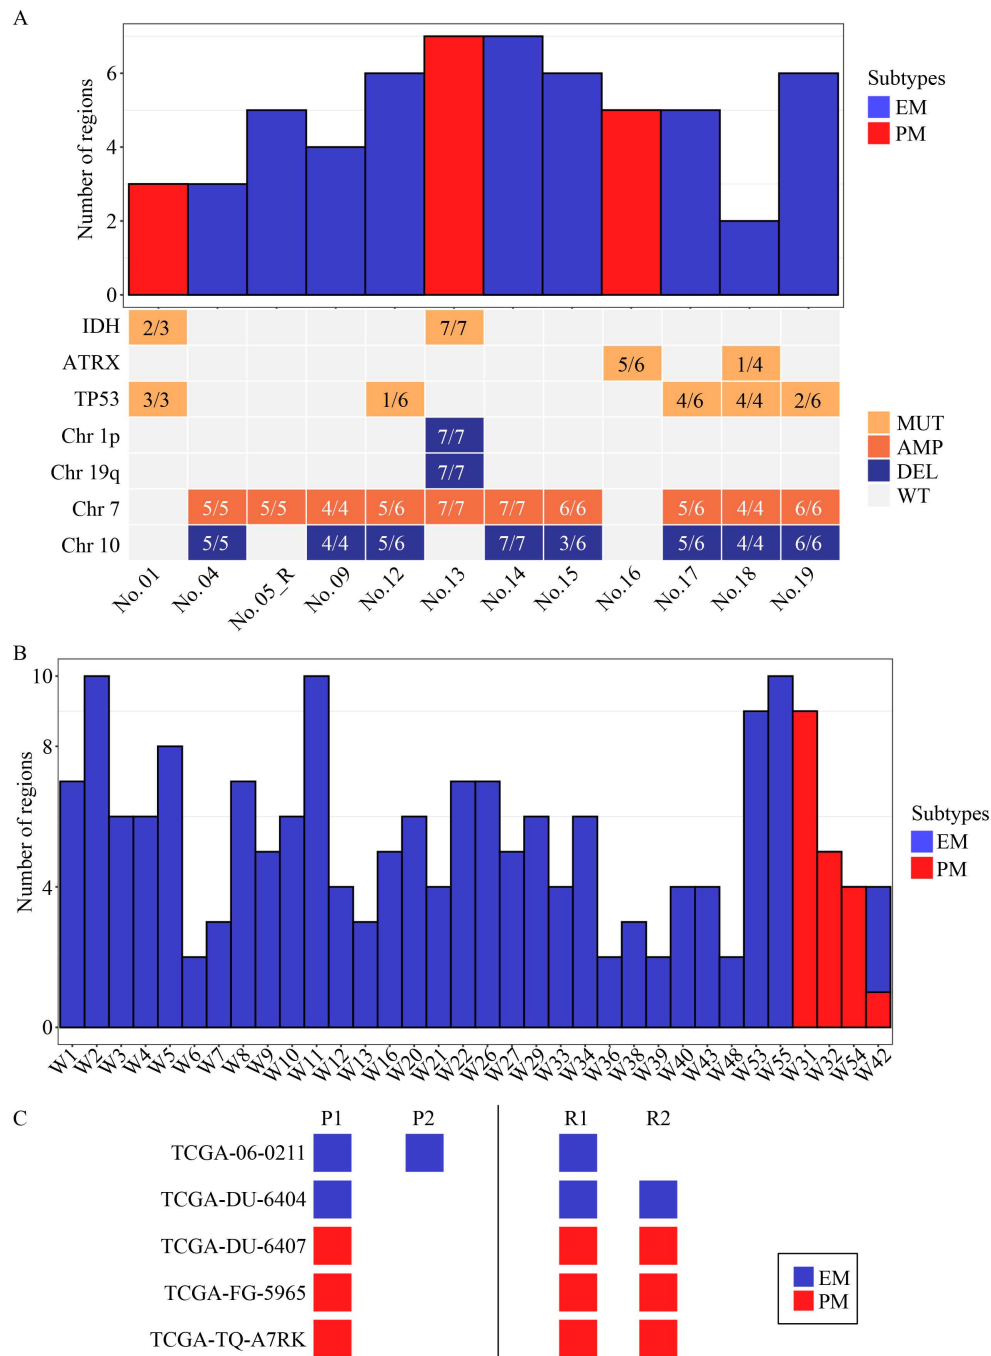 A
Number of regions
6
4
2
0
Subtypes
EM
PM
IDH 2/3 7/7
ATRX 5/6 1/4
TP53 3/3 1/6 4/6 4/4 2/6
Chr 1p 7/7
Chr 19q 7/7
Chr 7 5/5 5/5 4/4 5/6 7/7 7/7 6/6 5/6 4/4 6/6
Chr 10 5/5 4/4 5/6 7/7 3/6 5/6 4/4 6/6
MUT
AMP
DEL
WT
No. 01 No. 04 No. 05_R No. 09 No.12 No.13 No.14 No.15 No.16 No.17 No.18 No.19
B
Number of regions
10
8
4
0
Subtypes
EM
PM
W1 W2 W3 W4 W5 W6 W7 W8 W9 W10 W11 W12 W13 W16 W20 W21 W22 W26 W27 W29 W33 W34 W36 W38 W39 W40 W43 W48 W53 W55 W31 W32 W54 W42
C
P1 P2 R1 R2
TCGA-06-0211
TCGA-DU-6404
TCGA-DU-6407
TCGA-FG-5965
TCGA-TQ-A7RK
EM
PM